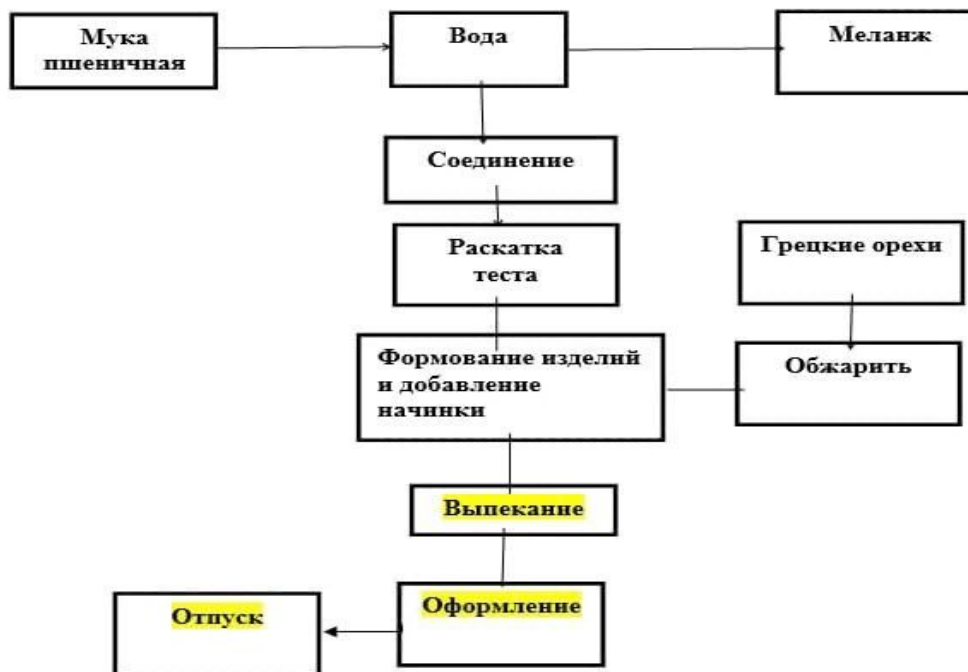 Мука
пшеничная
Вода
Меланж
Соединение
Раскатка
теста
Грецкие орехи
Формование изделий
и добавление
начинки
Обжарить
Выпекание
Оформление
Отпуск